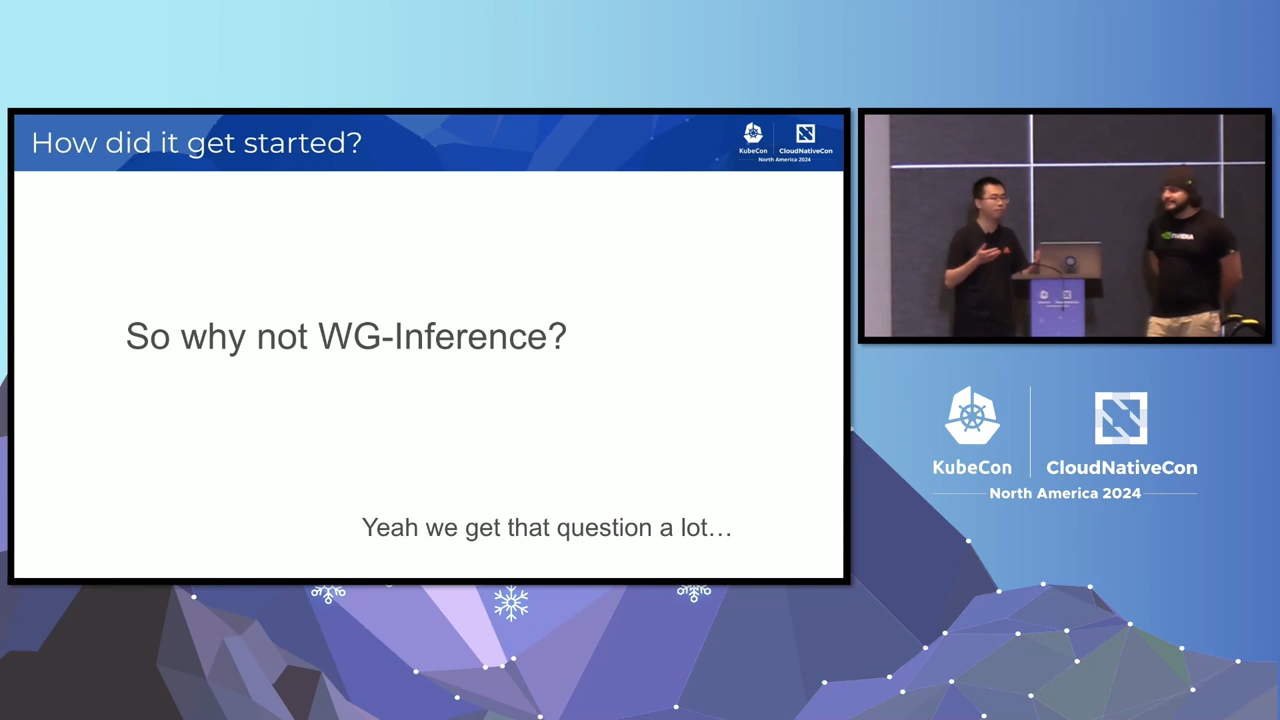 How did it get started?
KubeCon
CloudNativeCon
North America 2024
So why not WG-Inference?
Yeah we get that question a lot…
NVIDIA
KubeCon
CloudNativeCon
North America 2024